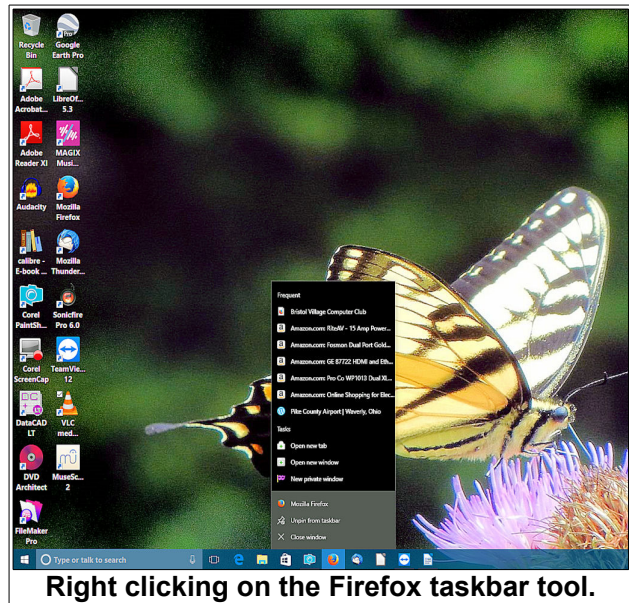 Recycle
Bin
Google
Earth Pro
Adobe
Acrobat...
LibreOf...
5.3
Adobe
Reader XI
MAGIX
Musi...
Audacity
Mozilla
Firefox
calibre -
E-book ...
Mozilla
Thunder...
Corel
PaintSh...
Sonicfire
Pro 6.0
Corel
ScreenCap
TeamVie...
12
DataCAD
LT
VLC
med...
DVD
Architect
MuseSc...
2
FileMaker
Pro
Frequent
Bristol Village Computer Club
Amazon.com: RiteAV - 15 Amp Power...
Amazon.com: Fosmon Dual Port Gold...
Amazon.com: GE 87722 HDMI and Eth...
Amazon.com: Pro Co WP1013 Dual XL...
Amazon.com: Online Shopping for Elec...
Pike County Airport | Waverly, Ohio
Tasks
Open new tab
Open new window
New private window
Mozilla Firefox
Unpin from taskbar
Close window
Type or talk to search
Right clicking on the Firefox taskbar tool.